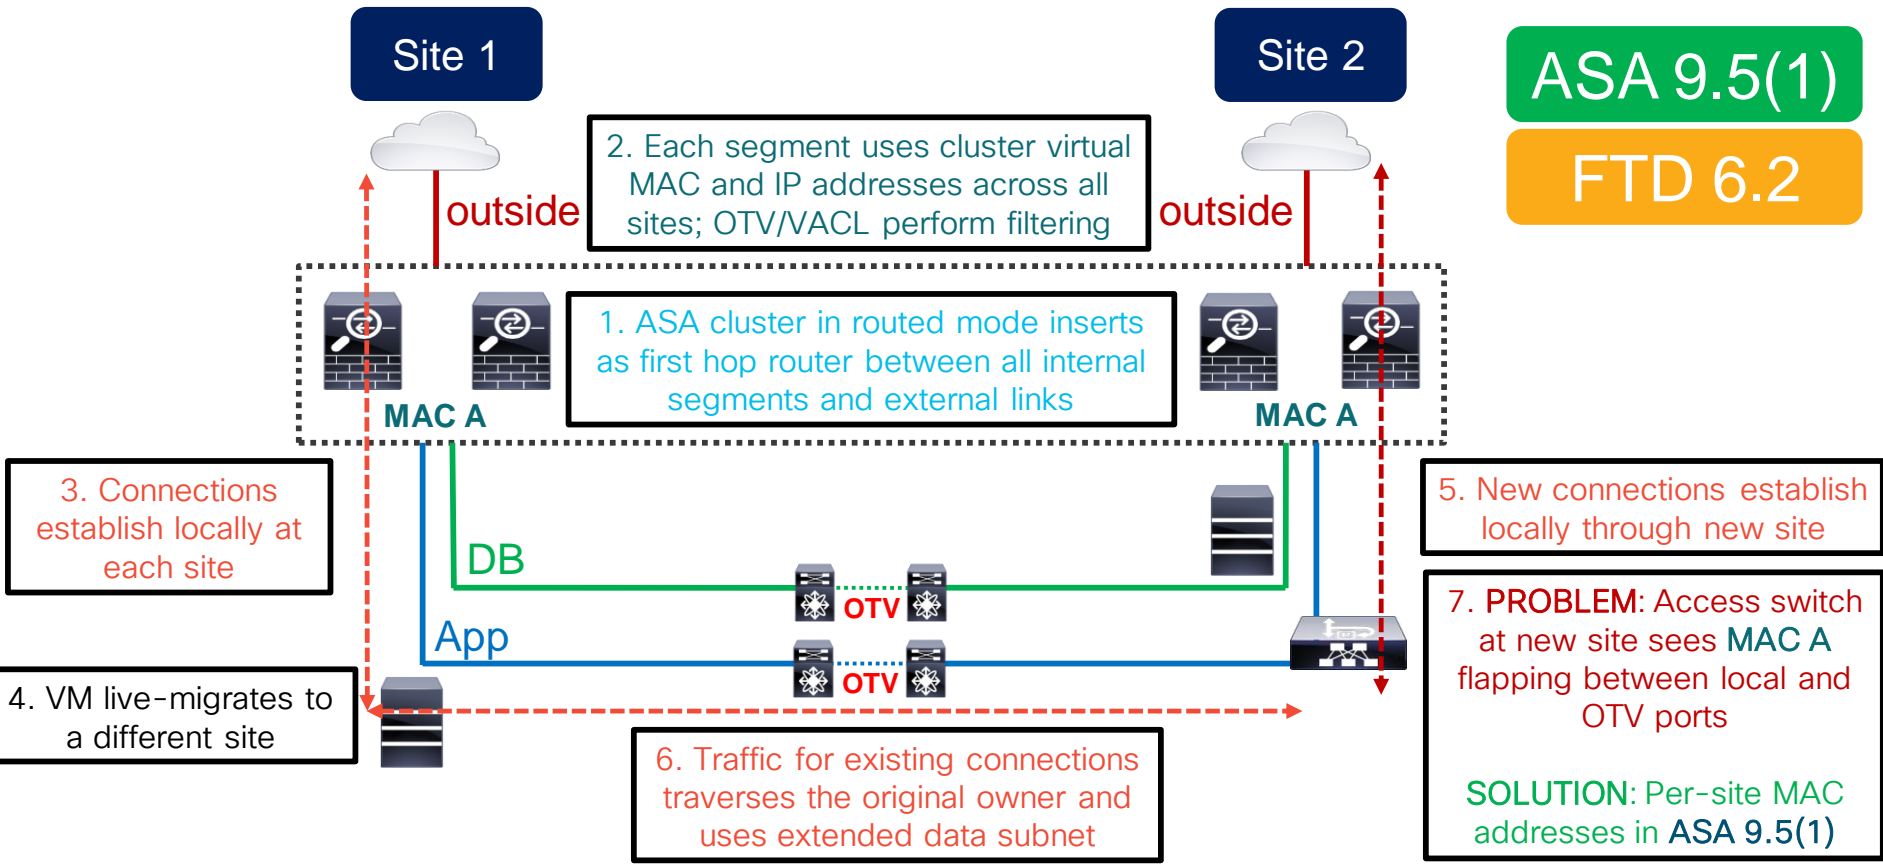 Site 1
Site 2
ASA 9.5(1)
FTD 6.2
2. Each segment uses cluster virtual
MAC and IP addresses across all
sites; OTV/VACL perform filtering
outside
outside
1. ASA cluster in routed mode inserts
as first hop router between all internal
segments and external links
MAC A
MAC A
3. Connections
establish locally at
each site
5. New connections establish
locally through new site
DB
OTV
App
OTV
7. PROBLEM: Access switch
at new site sees MAC A
flapping between local and
OTV ports
SOLUTION: Per-site MAC
addresses in ASA 9.5(1)
4. VM live-migrates to
a different site
6. Traffic for existing connections
traverses the original owner and
uses extended data subnet